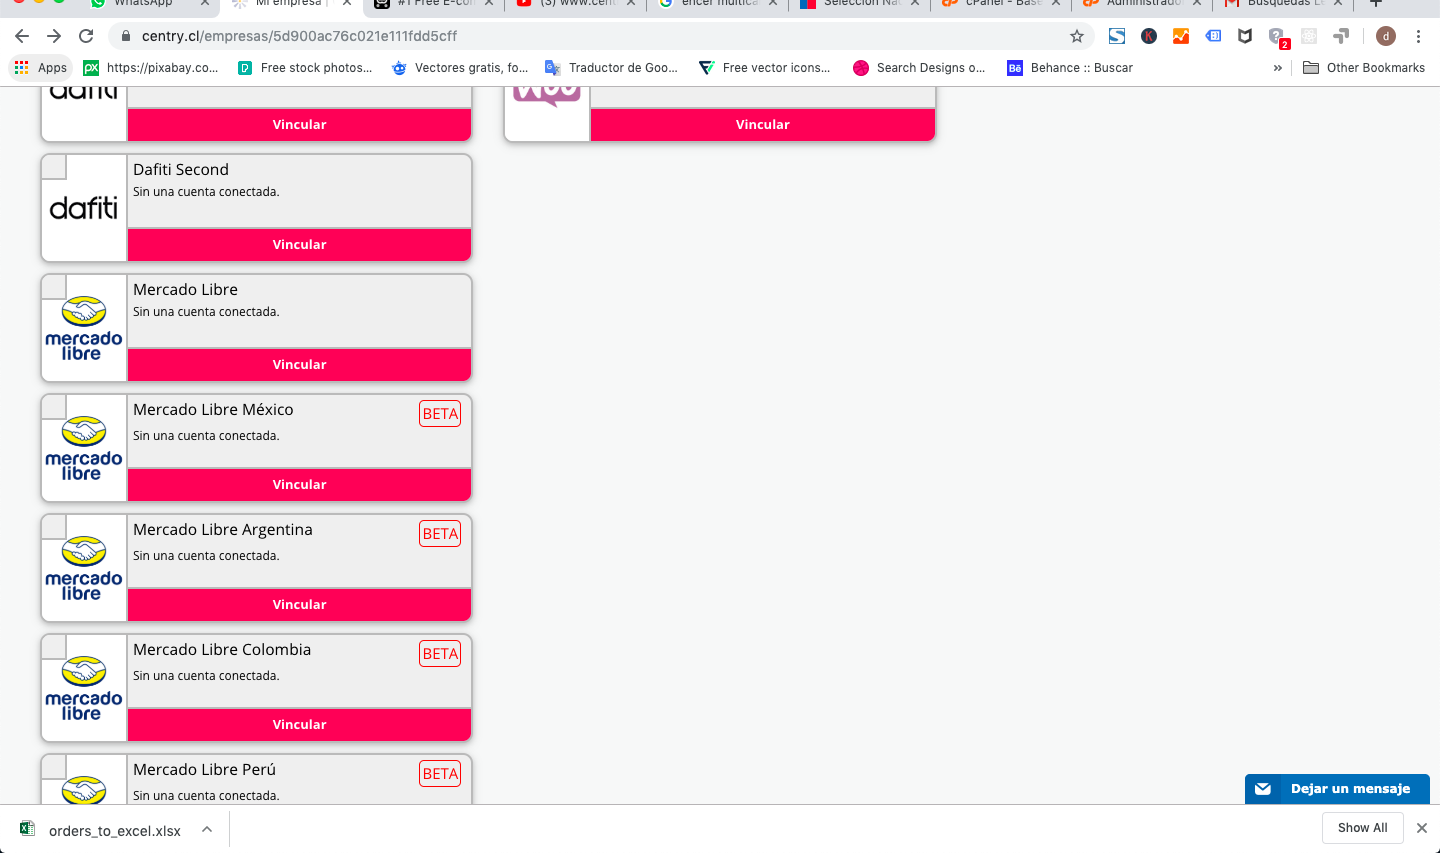 WhatsApp
Mi empresa |
#1 Free E-com
(3) www.cent
encer multica
Selección Na
cPanel - Base
Administrado
Búsquedas L
centry.cl/empresas/5d900ac76c021e111fdd5cff
2
d
Apps
https://pixabay.co...
Free stock photos...
Vectores gratis, fo...
Traductor de Goo...
Free vector icons...
Search Designs o...
Bē
Behance :: Buscar
»
Other Bookmarks
dafiti
Vincular
Woo
Vincular
dafiti
Dafiti Second
Sin una cuenta conectada.
Vincular
mercado
libre
Mercado Libre
Sin una cuenta conectada.
Vincular
mercado
libre
Mercado Libre México
BETA
Sin una cuenta conectada.
Vincular
mercado
libre
Mercado Libre Argentina
BETA
Sin una cuenta conectada.
Vincular
mercado
libre
Mercado Libre Colombia
BETA
Sin una cuenta conectada.
Vincular
Mercado Libre Perú
BETA
Sin una cuenta conectada.
Dejar un mensaje
orders_to_excel.xlsx
Show All